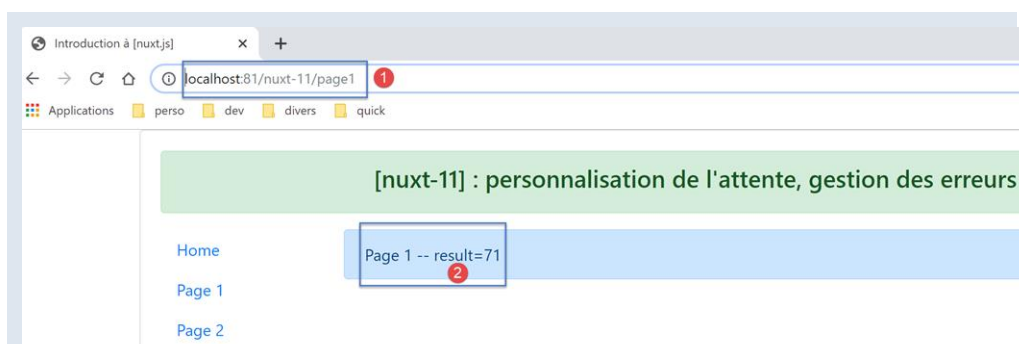 Introduction à [nuxt.js]
localhost:81/nuxt-11/page1
1
Applications perso dev divers quick
[nuxt-11] : personnalisation de l'attente, gestion des erreurs
Home
Page 1 -- result=71
2
Page 1
Page 2